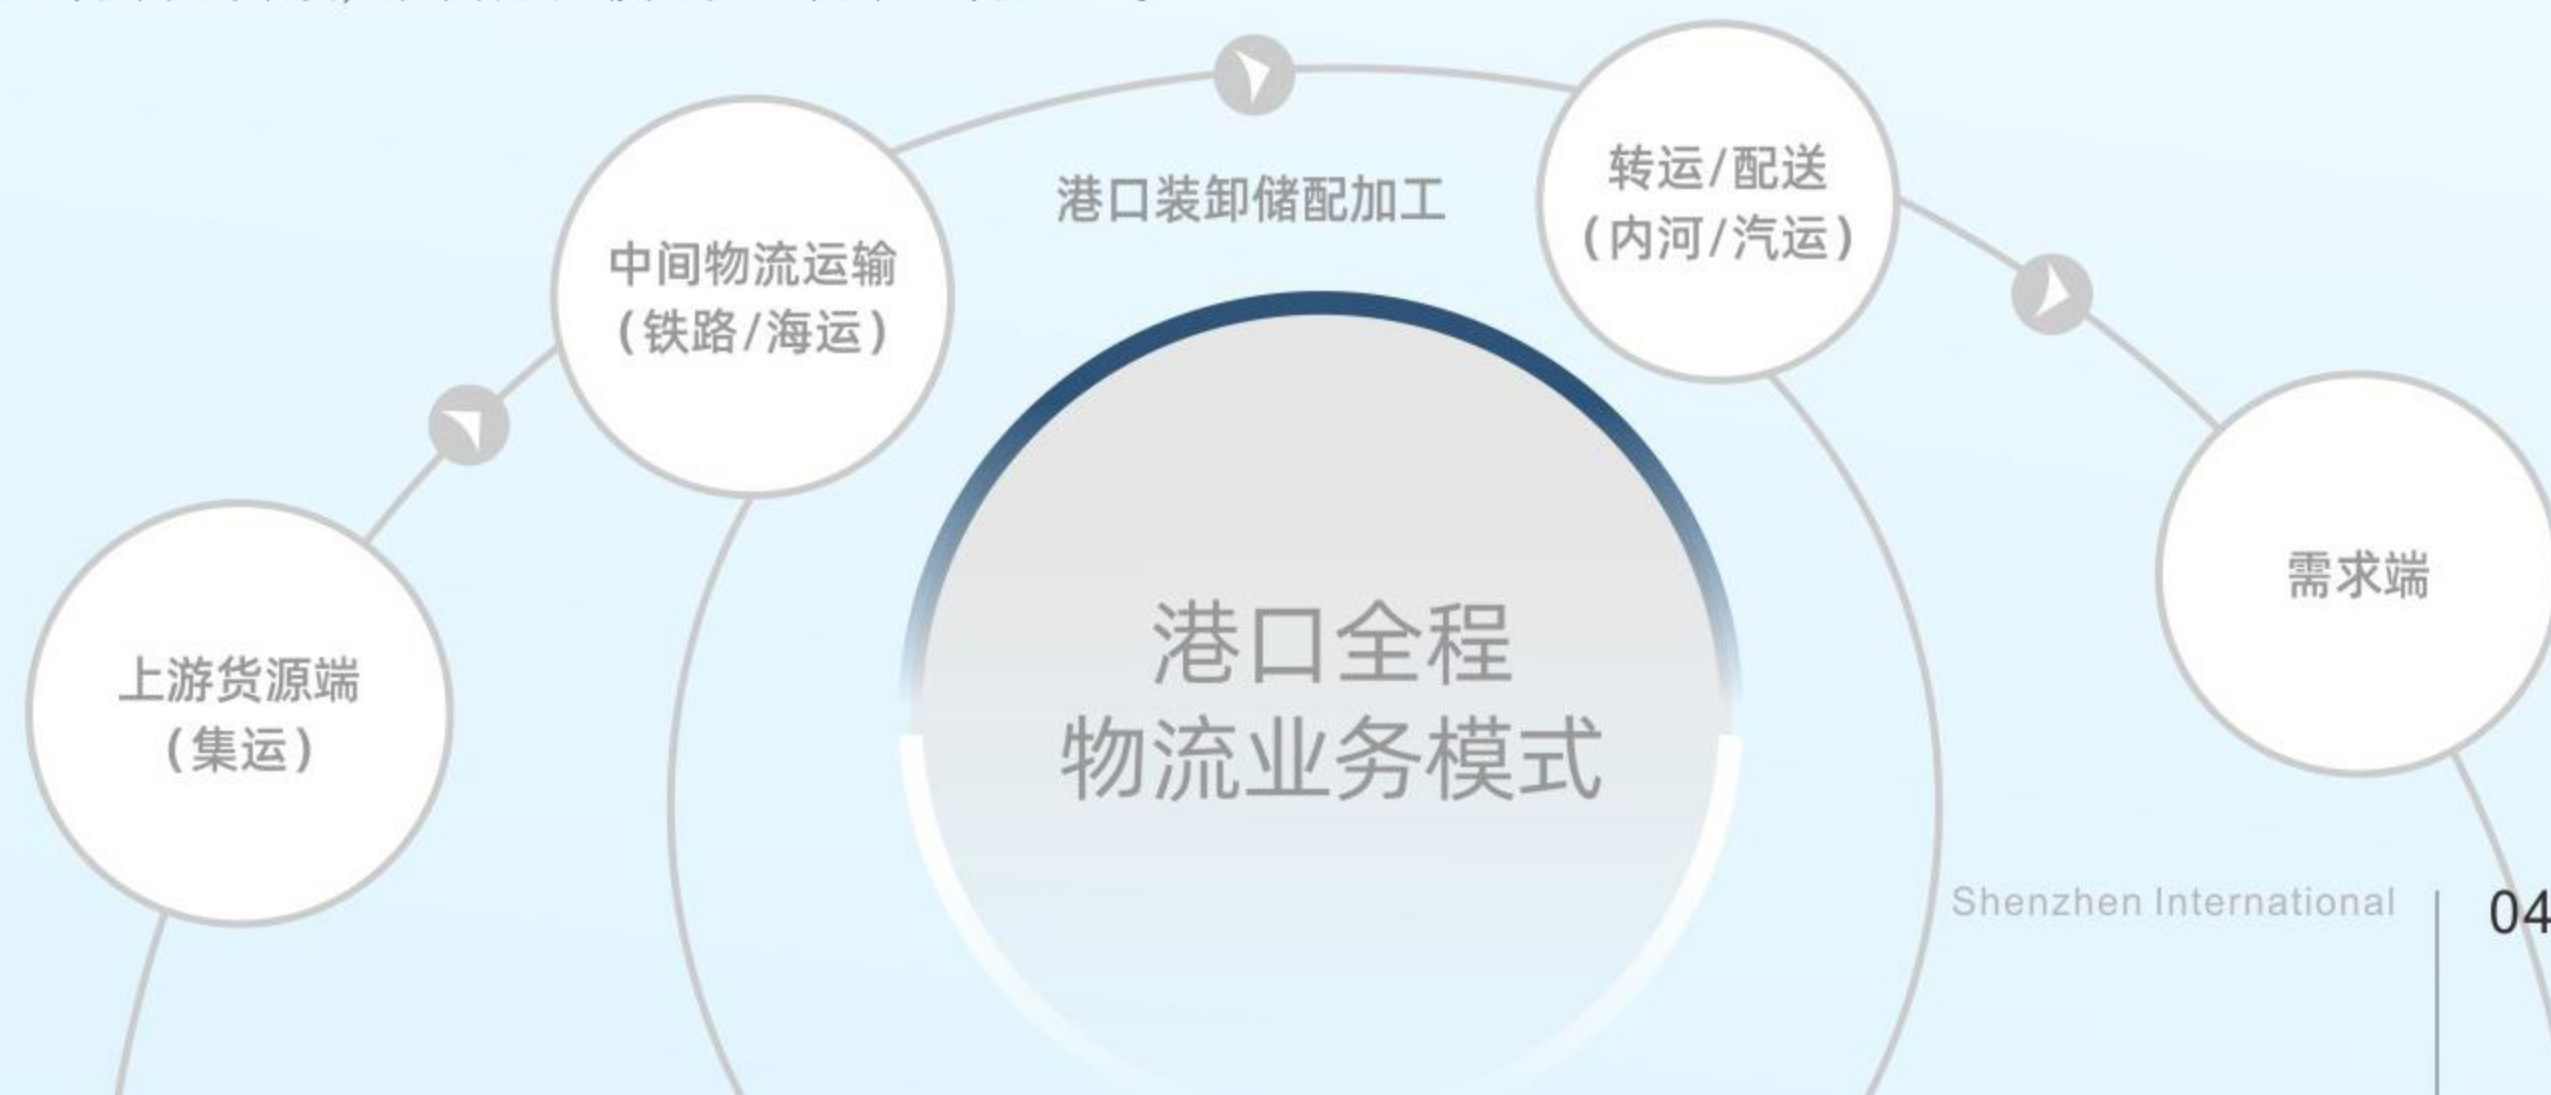 上游货源端
(集运)
中间物流运输
(铁路/海运)
港口装卸储配加工
转运/配送
(内河/汽运)
需求端
港口全程
物流业务模式
Shenzhen International
04